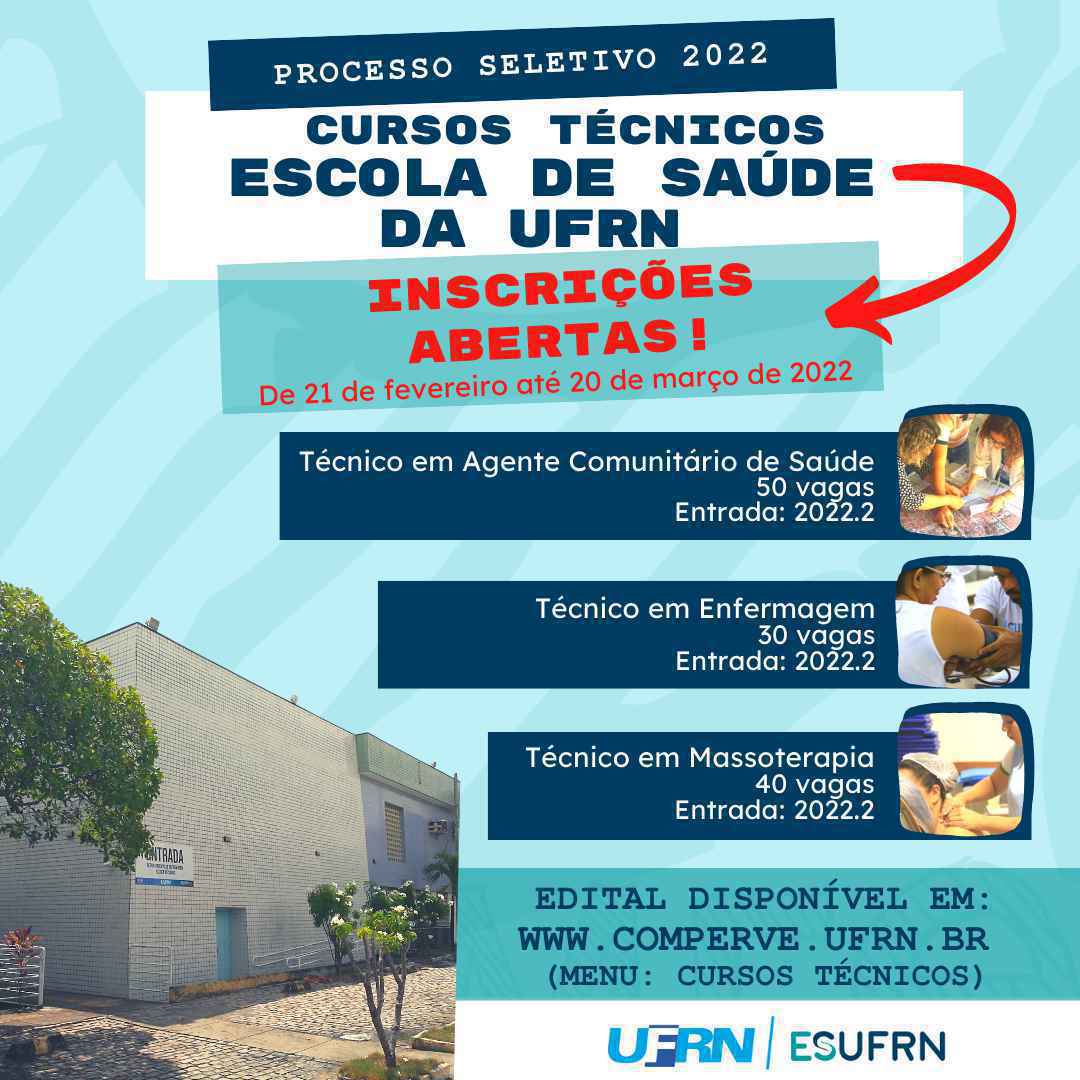 PROCESSO SELETIVO 2022
CURSOS TÉCNICOS
ESCOLA DE SAÚDE
DA UFRN
INSCRIÇÕES
ABERTAS!
De 21 de fevereiro até 20 de março de 2022
Técnico em Agente Comunitário de Saúde
50 vagas
Entrada: 2022.2
Técnico em Enfermagem
30 vagas
Entrada: 2022.2
Técnico em Massoterapia
40 vagas
Entrada: 2022.2
ENTRADA
EDITAL DISPONÍVEL EM:
WWW.COMPERVE.UFRN.BR
(MENU: CURSOS TÉCNICOS)
UFRN
ESUFRN